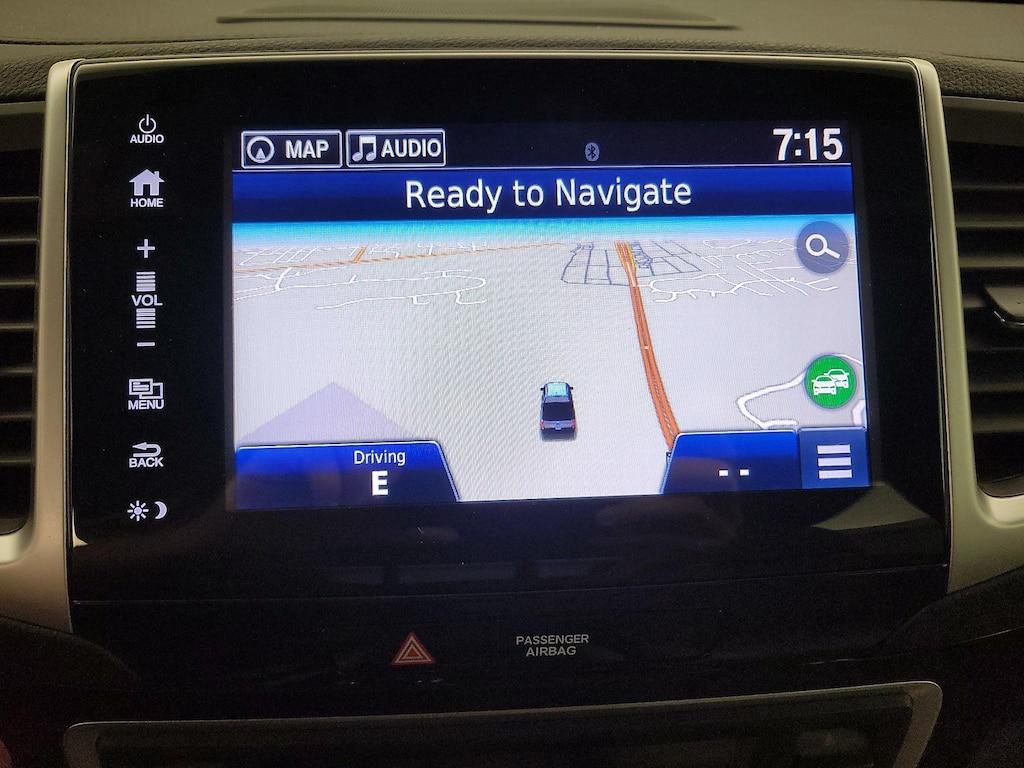 AUDIO
HOME
+
VOL
−
MENU
BACK
MAP
AUDIO
7:15
Ready to Navigate
Driving
E
--
PASSENGER
AIRBAG